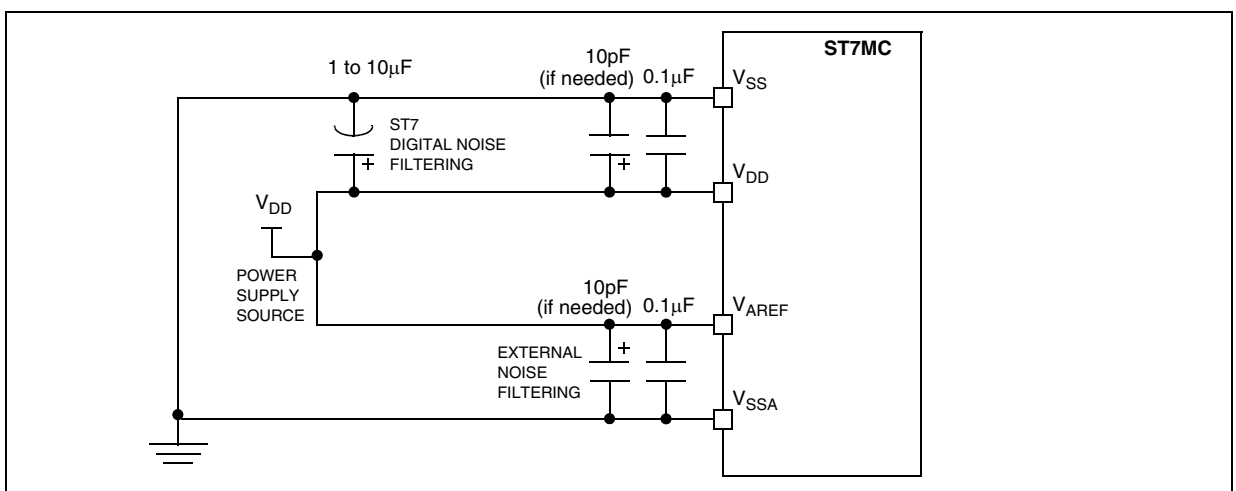 ST7MC
1 to 10μF
10pF
(if needed) 0.1μF
VSS
ST7
DIGITAL NOISE
FILTERING
+
+
VDD
VDD
POWER
SUPPLY
SOURCE
10pF
(if needed) 0.1μF
VAREF
EXTERNAL
NOISE
FILTERING
+
VSSA